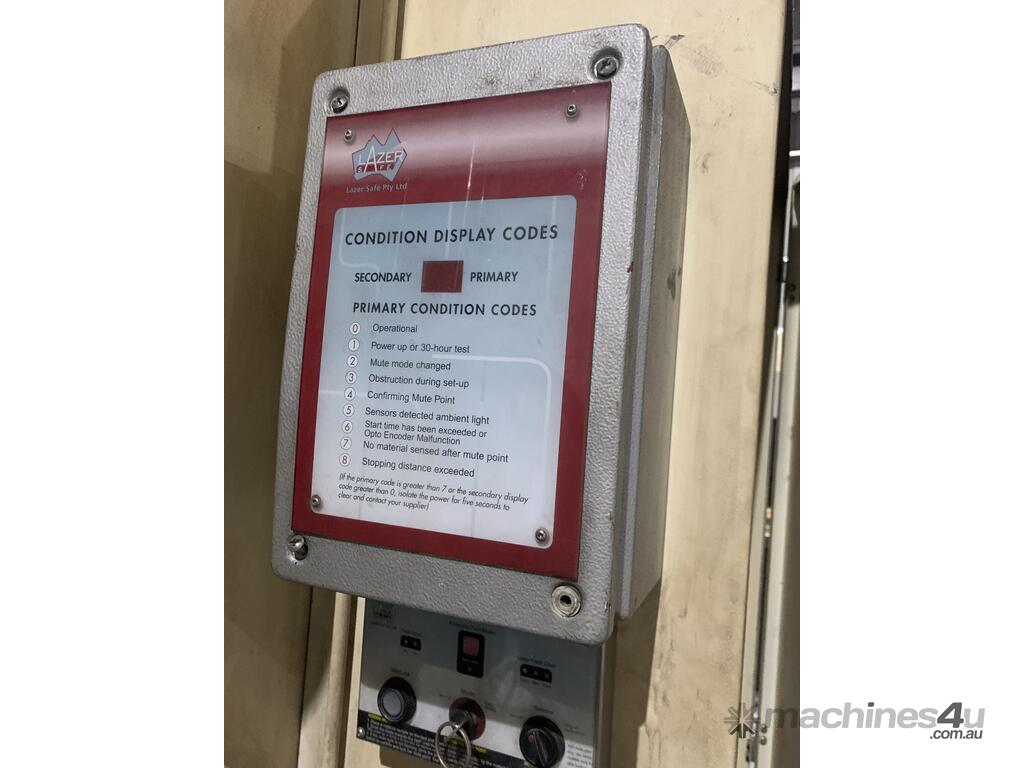 LAZER
SAFE
Lazer Safe Pty Ltd
CONDITION DISPLAY CODES
SECONDARY PRIMARY
PRIMARY CONDITION CODES
0 Operational
1 Power up or 30-hour test
2 Mute mode changed
3 Obstruction during set-up
4 Confirming Mute Point
5 Sensors detected ambient light
6 Start time has been exceeded or
Opto Encoder Malfunction
7 No material sensed after mute point
8 Stopping distance exceeded
(If the primary code is greater than 7 or the secondary display
code greater than 0, isolate the power for five seconds to
clear and contact your supplier)
Mode
machines4u
.com.au